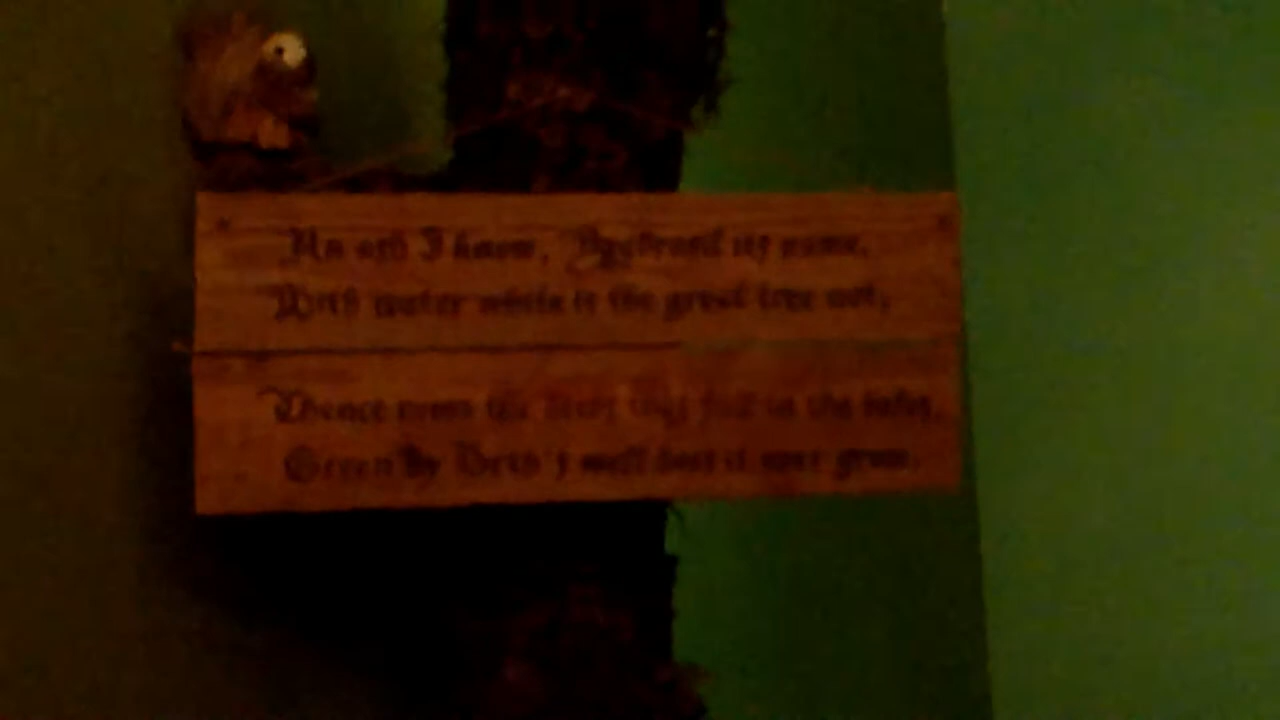 An ash I know, Yggdrasil its name,
With water white is the great tree wet;
Thence come the dews that fall in the dales,
Green by Urth's well does it ever grow.